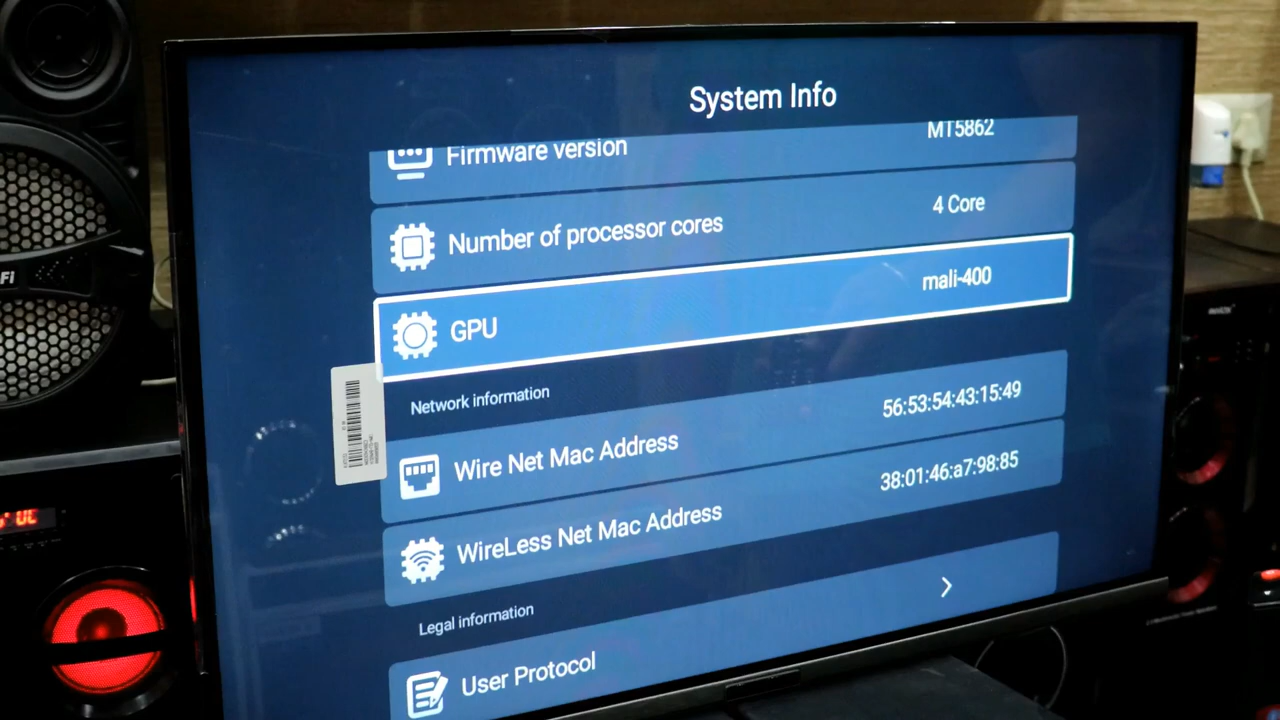 System Info
Firmware version
MT5862
Number of processor cores
4 Core
GPU
mali-400
Network information
Wire Net Mac Address
56:53:54:43:15:49
WireLess Net Mac Address
38:01:46:a7:98:85
Legal information
User Protocol
Fi